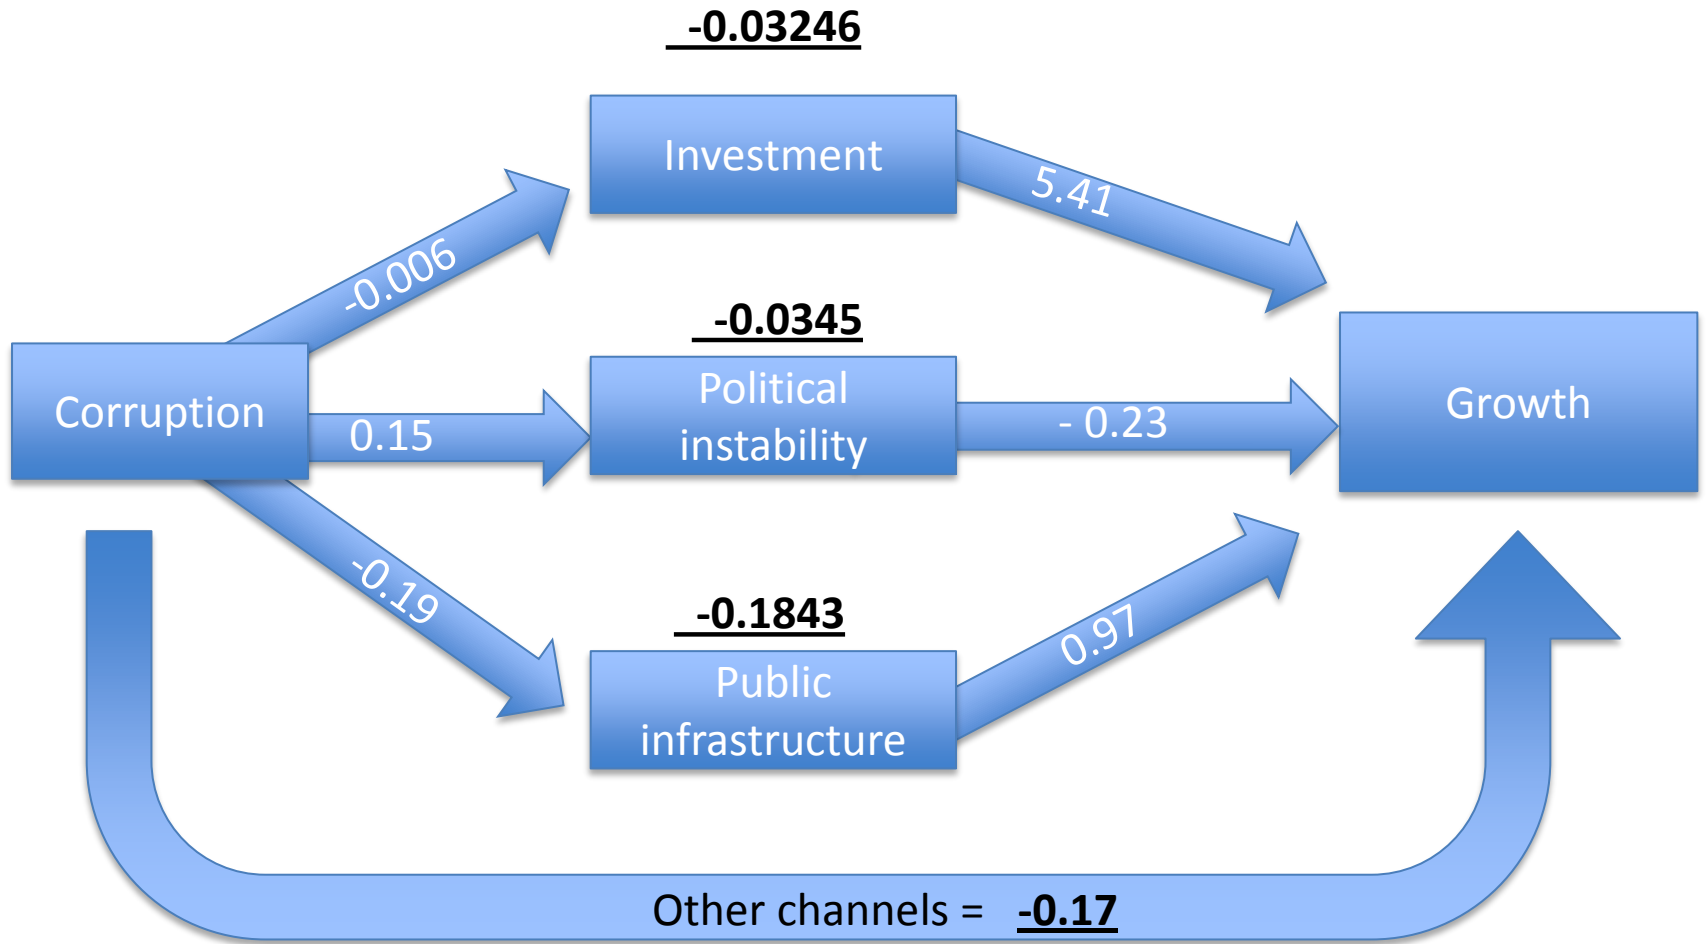 -0.03246
Investment
5.41
-0.006
-0.0345
Political
instability
Corruption
0.15
- 0.23
Growth
-0.19
-0.1843
Public
infrastructure
0.97
Other channels = -0.17